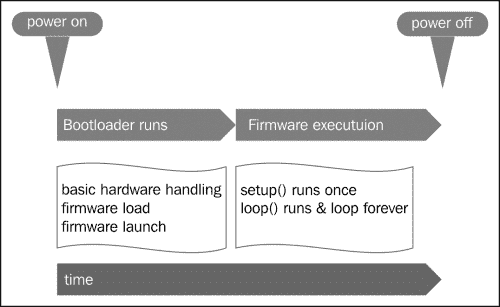 power on
power off
Bootloader runs
Firmware executuion
basic hardware handling
firmware load
firmware launch
setup() runs once
loop() runs & loop forever
time